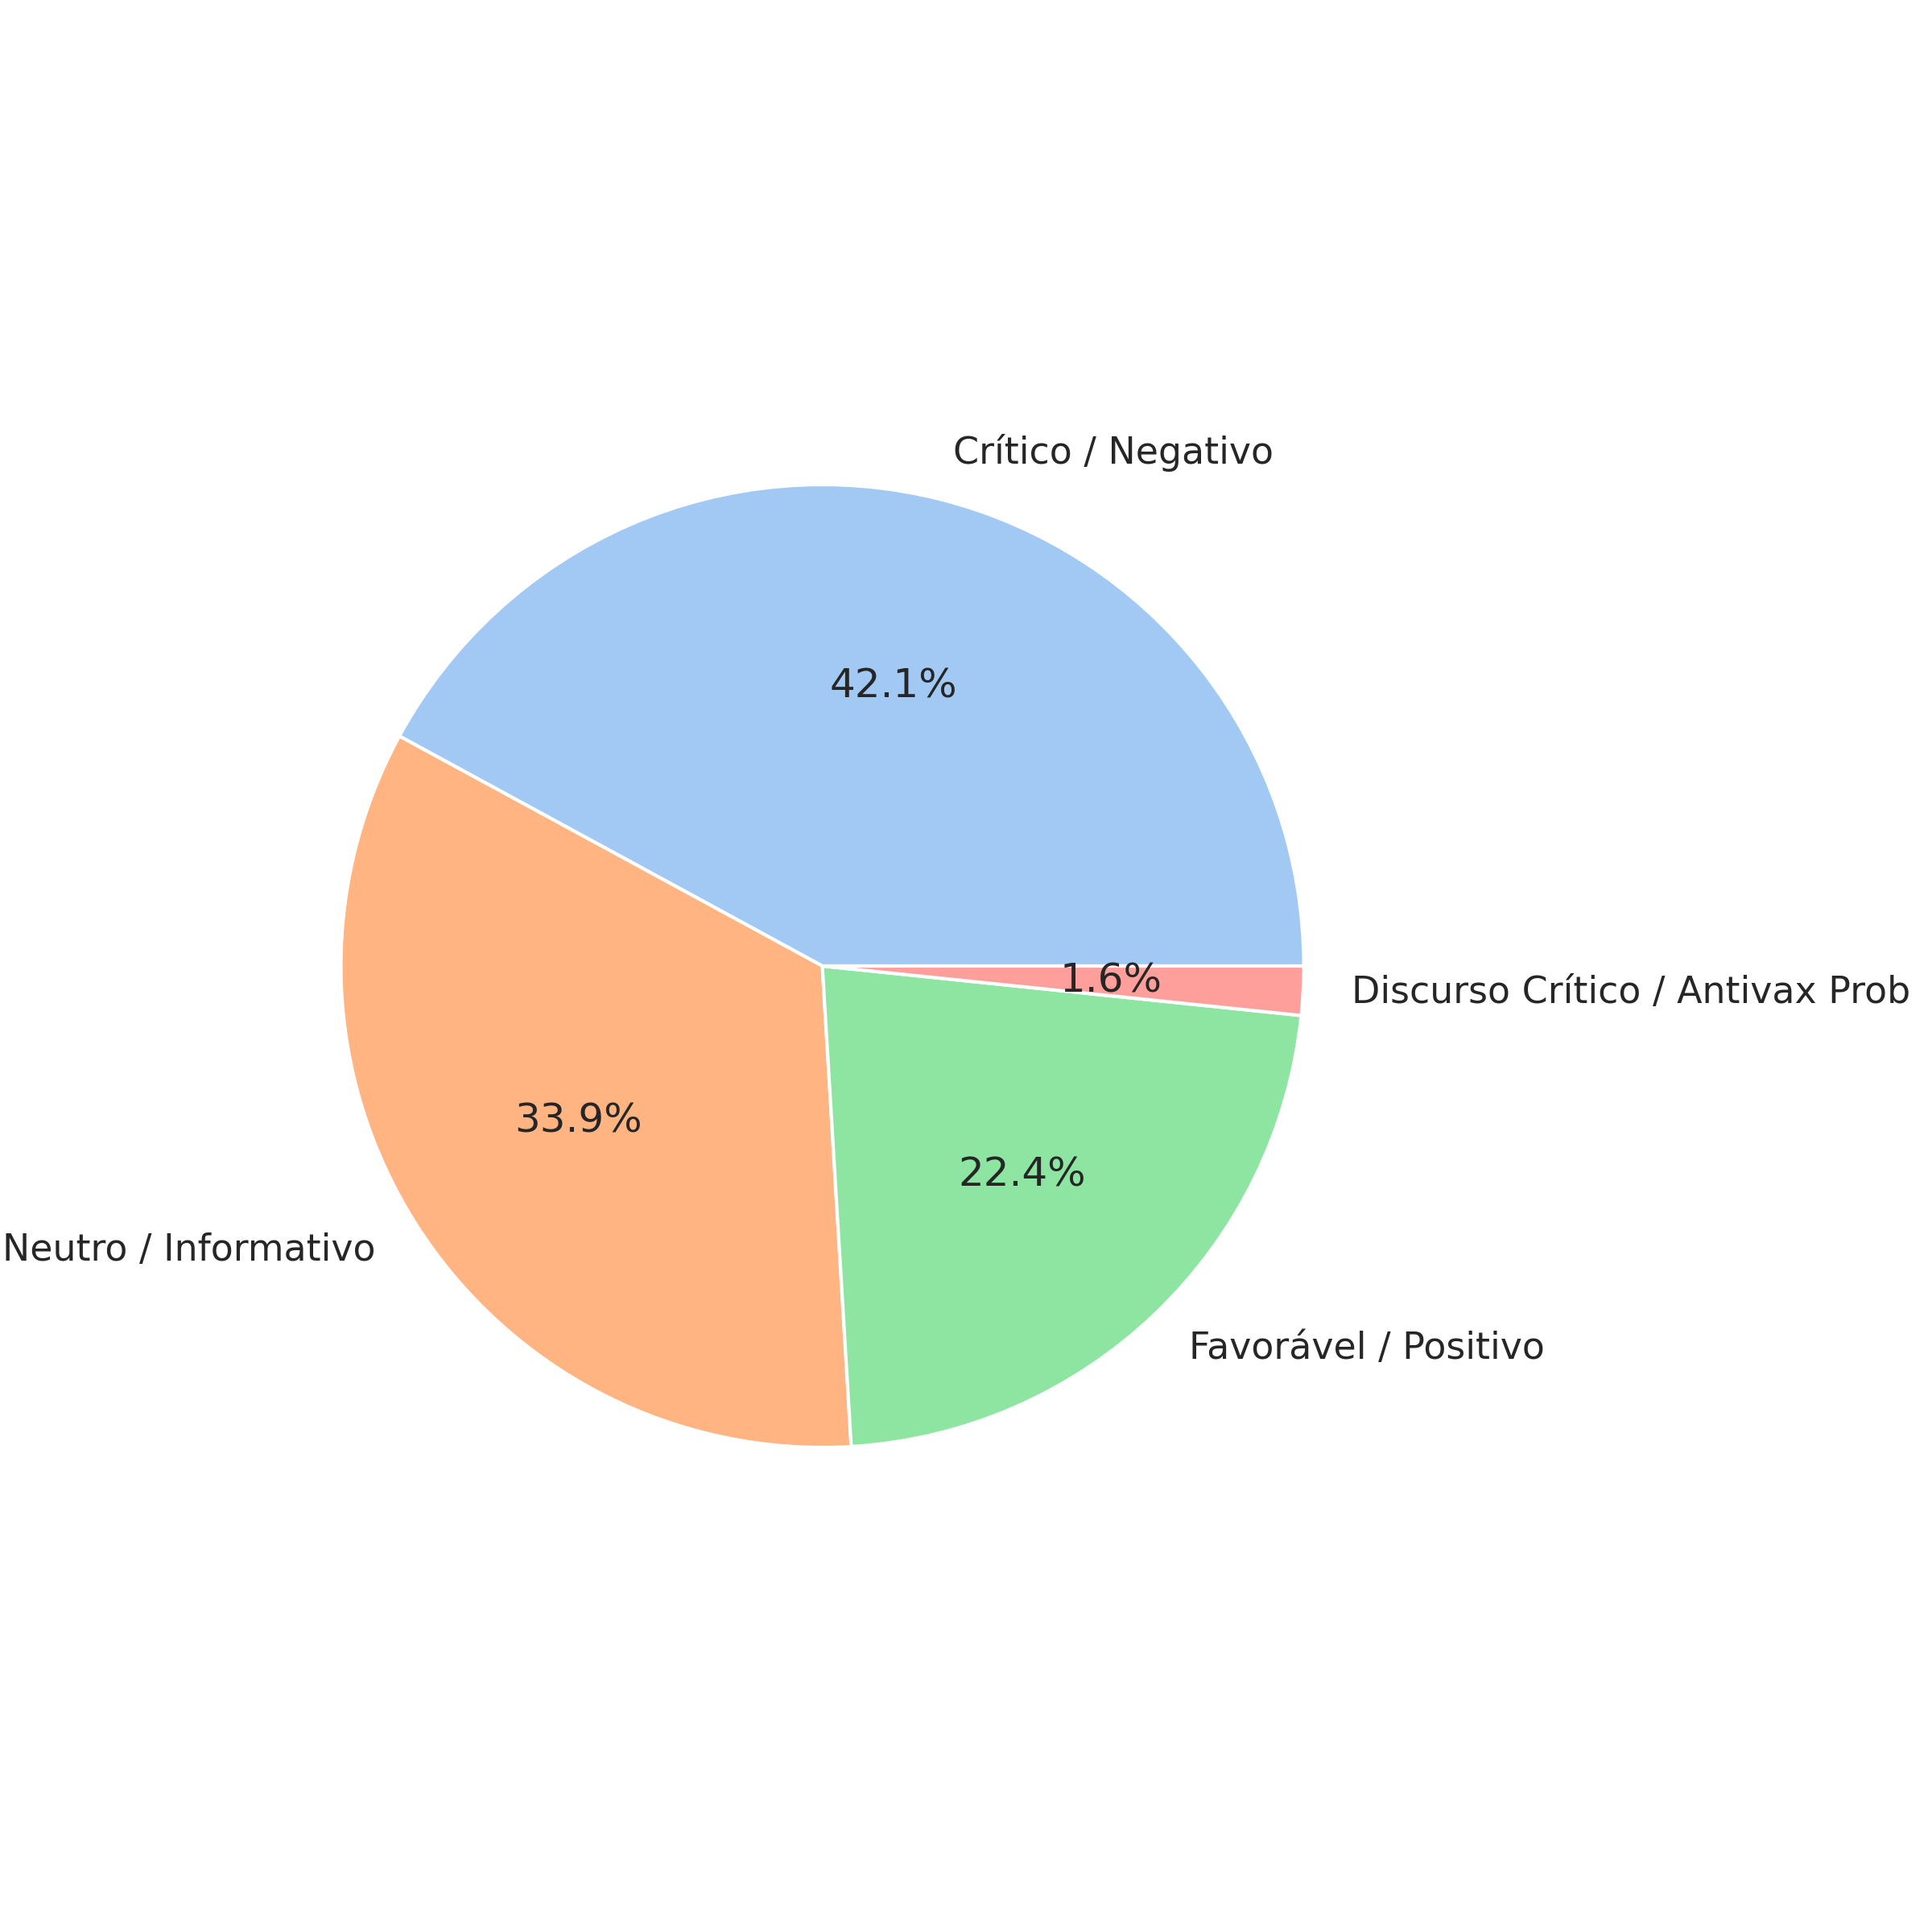 Crítico / Negativo
42.1%
1.6%
Discurso Crítico / Antivax Prob
33.9%
22.4%
Neutro / Informativo
Favorável / Positivo